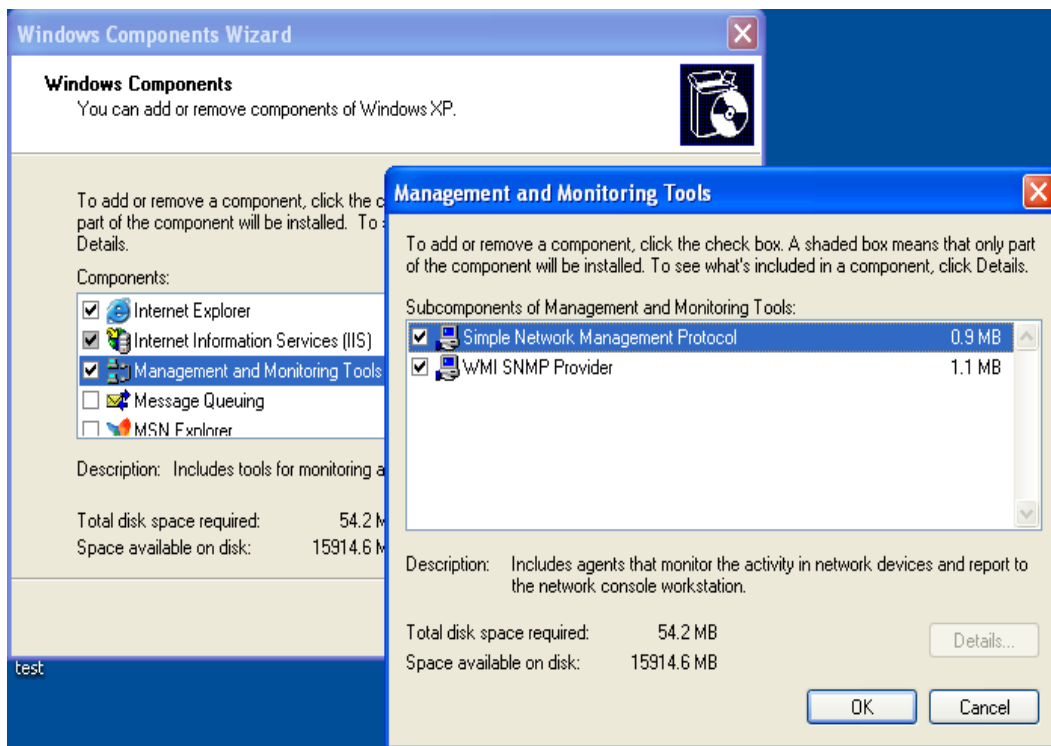 Windows Components Wizard
Windows Components
You can add or remove components of Windows XP.
To add or remove a component, click the c
part of the component will be installed. To
Details.
Components:
Internet Explorer
Internet Information Services (IIS)
Management and Monitoring Tools
Message Queuing
MSN Explorer
Description: Includes tools for monitoring a
Total disk space required: 54.2 M
Space available on disk: 15914.6 M
test
Management and Monitoring Tools
To add or remove a component, click the check box. A shaded box means that only part
of the component will be installed. To see what's included in a component, click Details.
Subcomponents of Management and Monitoring Tools:
Simple Network Management Protocol 0.9 MB
WMI SNMP Provider 1.1 MB
Description: Includes agents that monitor the activity in network devices and report to
the network console workstation.
Total disk space required: 54.2 MB
Space available on disk: 15914.6 MB
Details...
OK Cancel